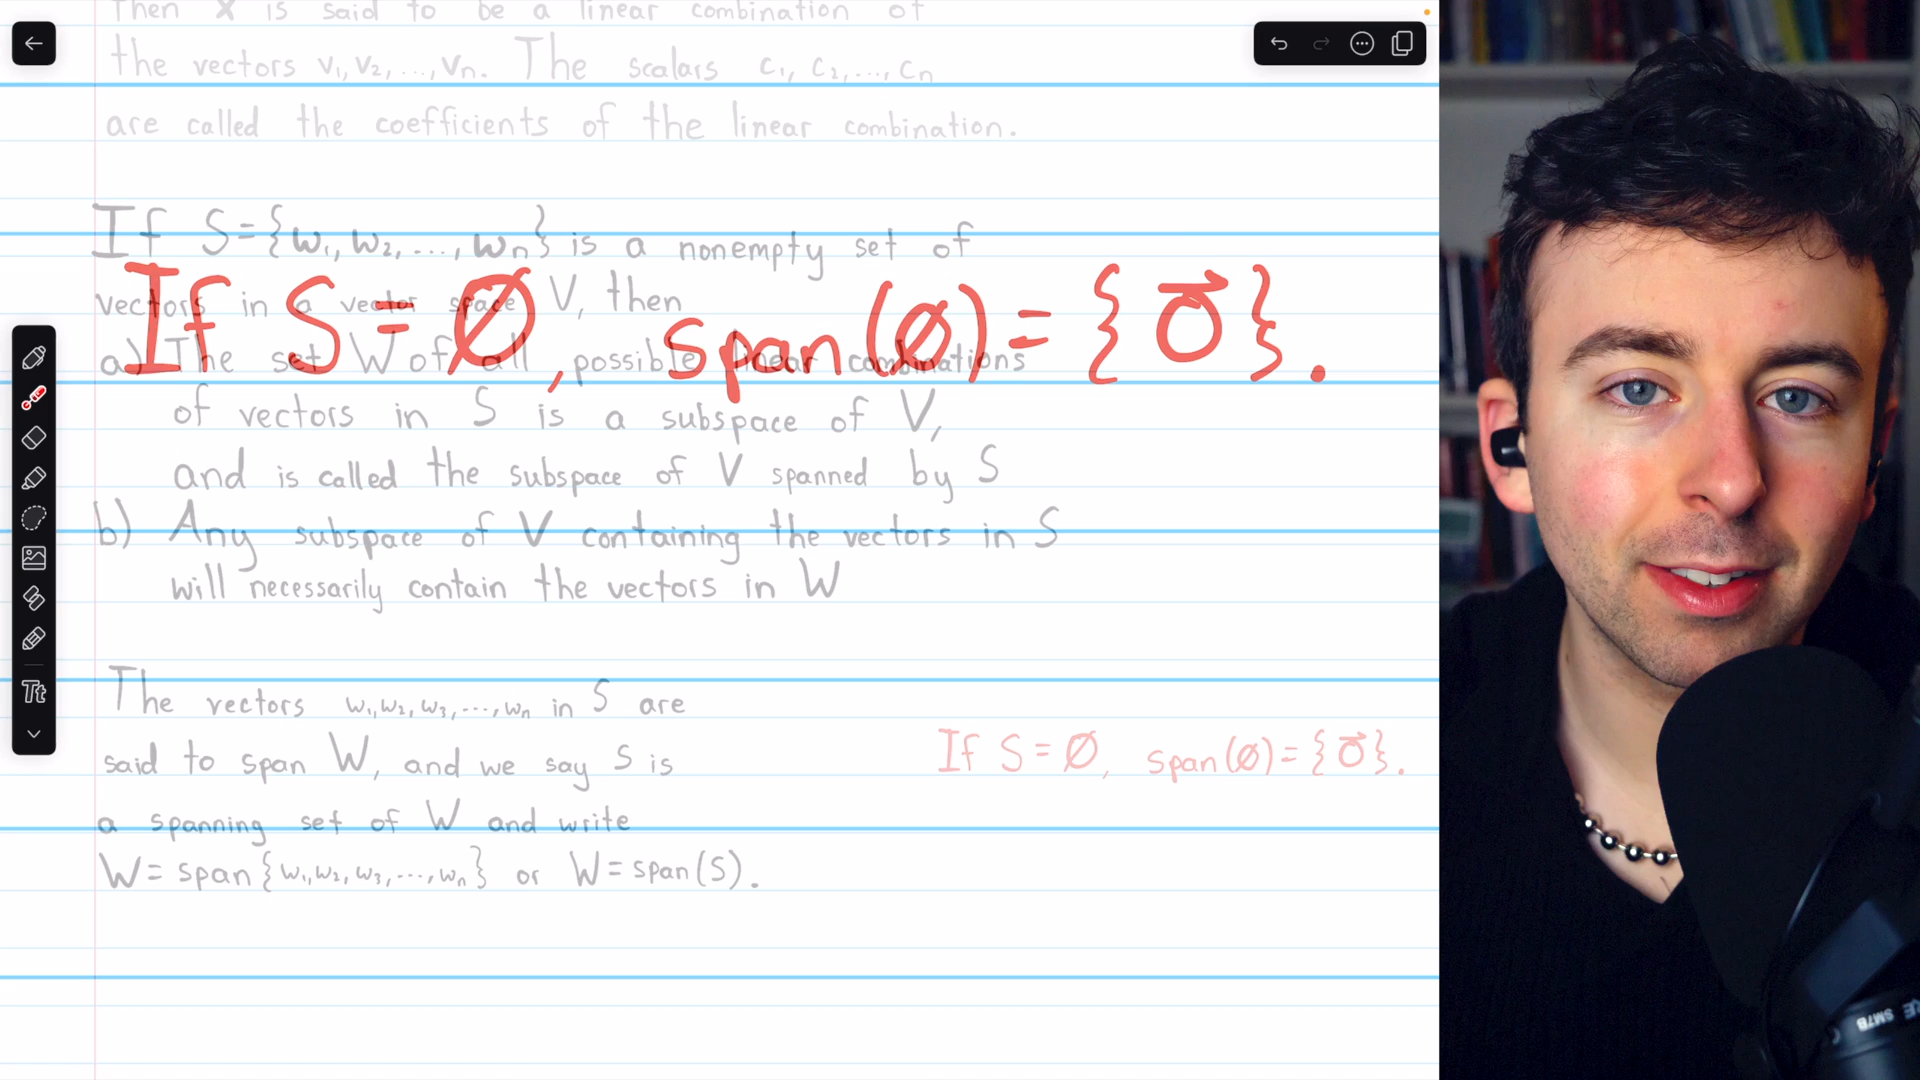 Then x is said to be a linear combination of
the vectors v₁, v₂, ..., vₙ. The scalars c₁, c₂, ..., cₙ
are called the coefficients of the linear combination.
If S={w₁, w₂, ..., wₙ} is a nonempty set of
vectors in a vector space V, then
If S=∅, span(∅)={0⃗}.
a) The set W of all possible linear combinations
of vectors in S is a subspace of V,
and is called the subspace of V spanned by S
b) Any subspace of V containing the vectors in S
will necessarily contain the vectors in W
The vectors w₁,w₂,w₃,...,wₙ in S are
said to span W, and we say S is
If S=∅, span(∅)={0⃗}.
a spanning set of W and write
W=span{w₁,w₂,w₃,...,wₙ} or W=span(S).
Tt
SM7B